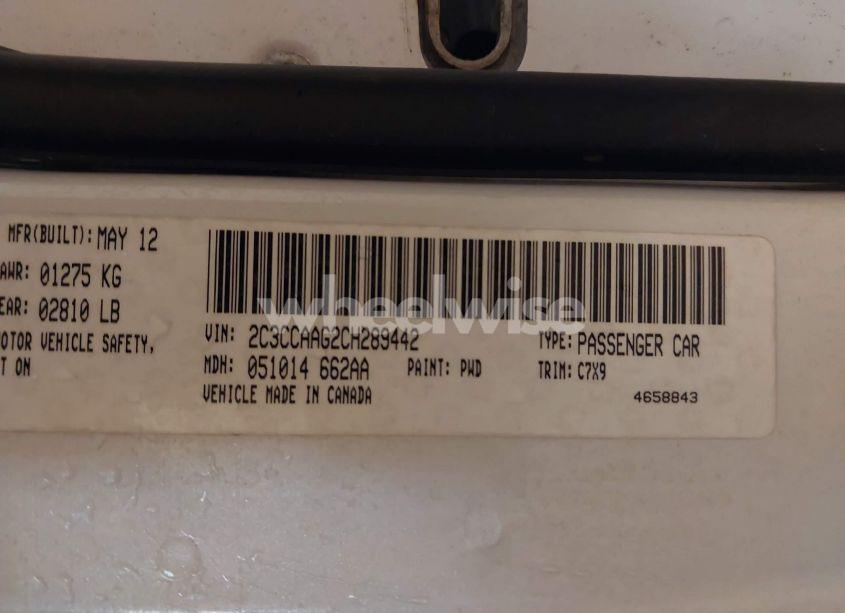 MFR(BUILT): MAY 12
AWR: 01275 KG
EAR: 02810 LB
MOTOR VEHICLE SAFETY,
T ON
wheelwise
VIN: 2C3CCAAG2CH289442
TYPE: PASSENGER CAR
MDH: 051014 662AA
PAINT: PWD
TRIM: C7X9
VEHICLE MADE IN CANADA
4658843